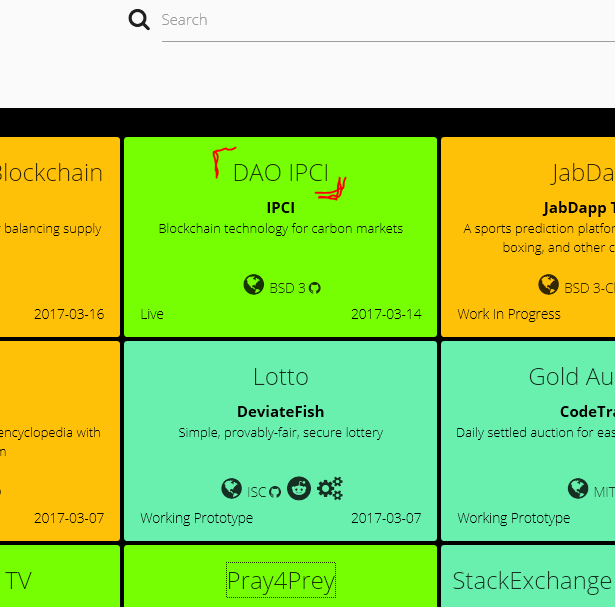 Search
Blockchain
balancing supply
2017-03-16
DAO IPCI
IPCI
Blockchain technology for carbon markets
BSD 3
Live
2017-03-14
JabDa
JabDapp T
A sports prediction platfor
boxing, and other c
BSD 3-Cl
Work In Progress
encyclopedia with
2017-03-07
Lotto
DeviateFish
Simple, provably-fair, secure lottery
ISC
Working Prototype
2017-03-07
Gold Au
CodeTra
Daily settled auction for eas
MIT
Working Prototype
TV
Pray4Prey
StackExchange